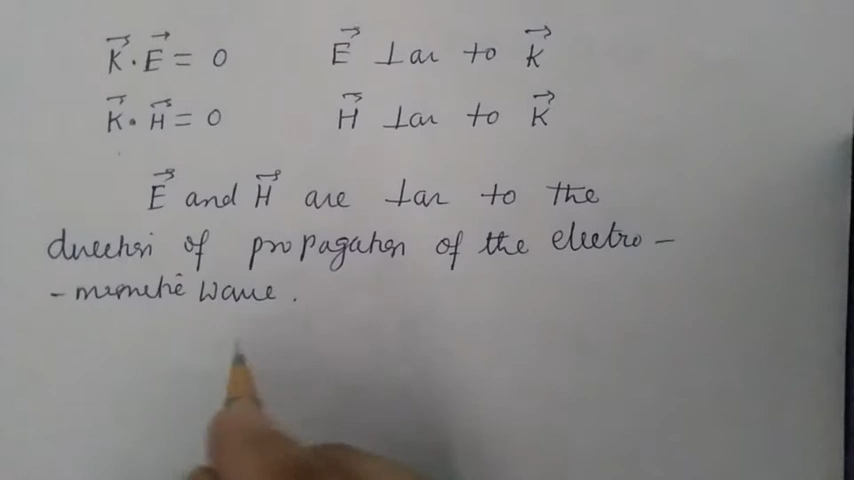 K⃗ · E⃗ = 0 E⃗ ⊥ar to K⃗
K⃗ · H⃗ = 0 H⃗ ⊥ar to K⃗
E⃗ and H⃗ are ⊥ar to the
direction of propagation of the electro -
- magnetic wave .